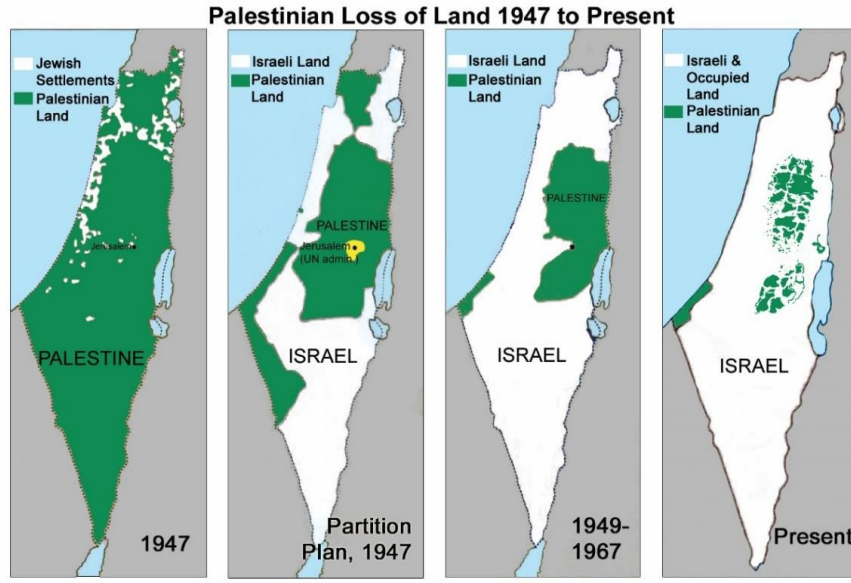 Palestinian Loss of Land 1947 to Present
Jewish
Settlements
Palestinian
Land
Jerusalem
PALESTINE
1947
Israeli Land
Palestinian
Land
PALESTINE
Jerusalem
(UN admin.)
ISRAEL
Partition
Plan, 1947
Israeli Land
Palestinian
Land
PALESTINE
ISRAEL
1949-
1967
Israeli &
Occupied
Land
Palestinian
Land
ISRAEL
Present